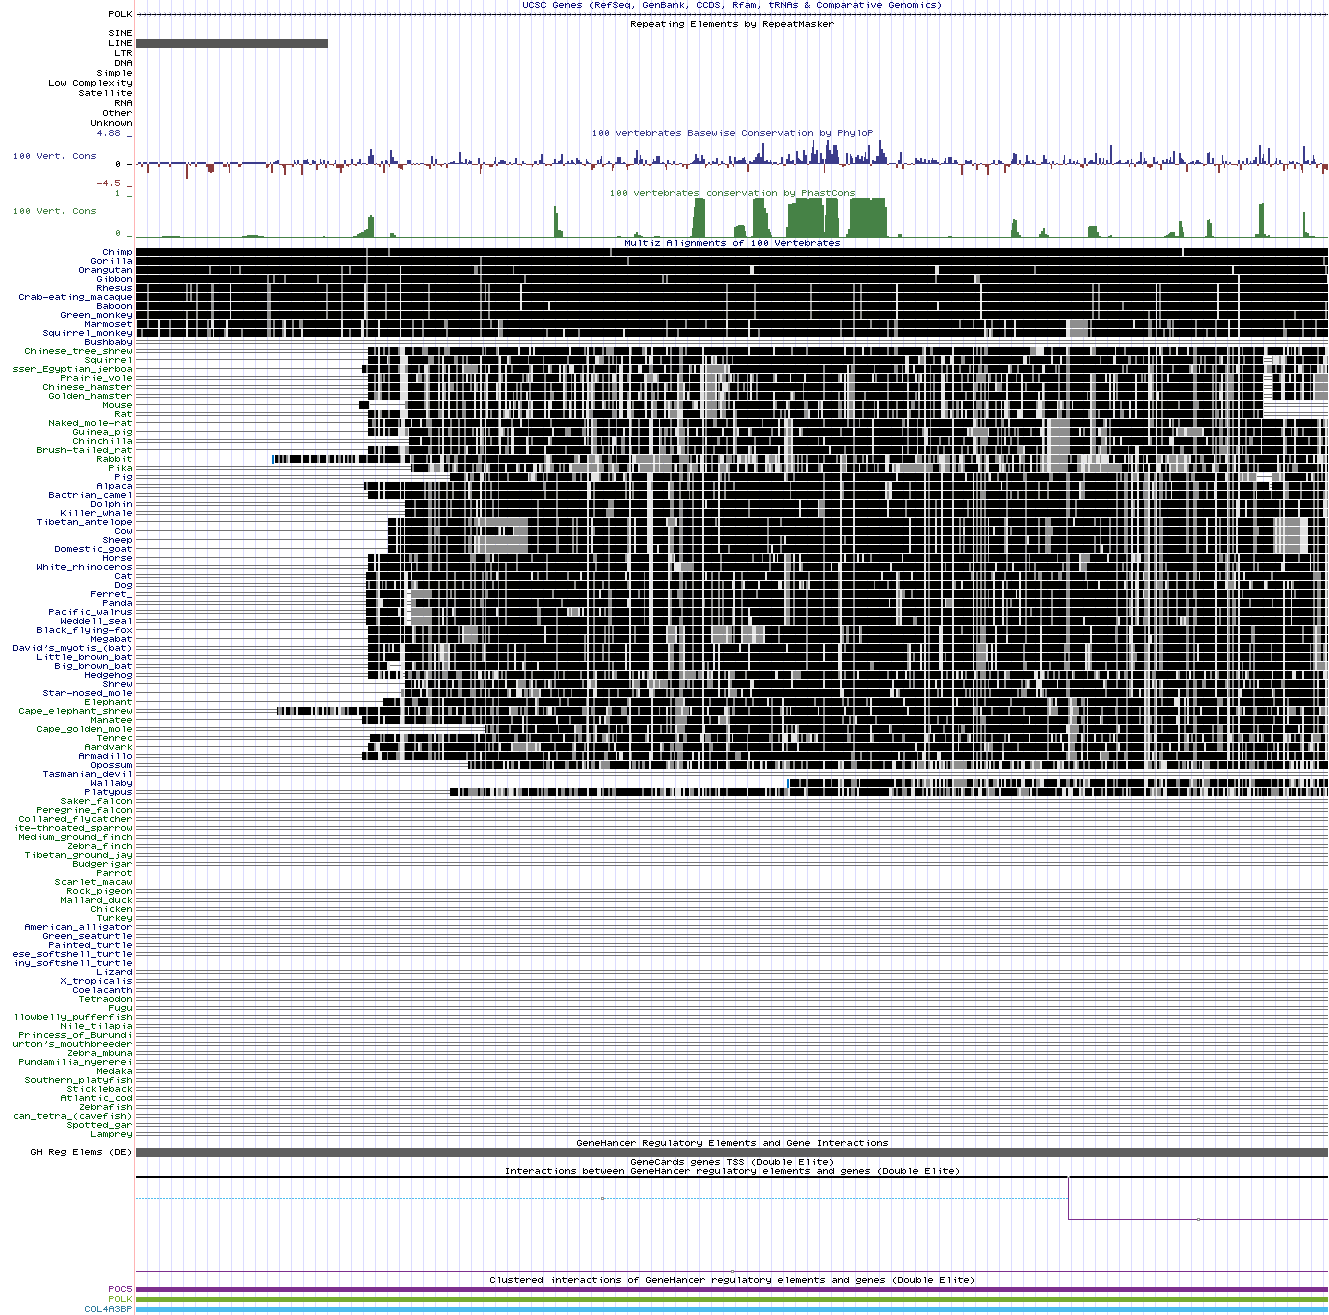 UCSC Genes (RefSeq, GenBank, CCDS, Rfam, tRNAs & Comparative Genomics)
POLK
Repeating Elements by RepeatMasker
SINE
LINE
LTR
DNA
Simple
Low Complexity
Satellite
RNA
Other
Unknown
4.88 _
100 vertebrates Basewise Conservation by PhyloP
100 Vert. Cons
0 _
-4.5 _
1 _
100 vertebrates conservation by PhastCons
100 Vert. Cons
0 _
Multiz Alignments of 100 Vertebrates
Chimp
Gorilla
Orangutan
Gibbon
Rhesus
Crab-eating_macaque
Baboon
Green_monkey
Marmoset
Squirrel_monkey
Bushbaby
Chinese_tree_shrew
Squirrel
sser_Egyptian_jerboa
Prairie_vole
Chinese_hamster
Golden_hamster
Mouse
Rat
Naked_mole-rat
Guinea_pig
Chinchilla
Brush-tailed_rat
Rabbit
Pika
Pig
Alpaca
Bactrian_camel
Dolphin
Killer_whale
Tibetan_antelope
Cow
Sheep
Domestic_goat
Horse
White_rhinoceros
Cat
Dog
Ferret_
Panda
Pacific_walrus
Weddell_seal
Black_flying-fox
Megabat
David's_myotis_(bat)
Little_brown_bat
Big_brown_bat
Hedgehog
Shrew
Star-nosed_mole
Elephant
Cape_elephant_shrew
Manatee
Cape_golden_mole
Tenrec
Aardvark
Armadillo
Opossum
Tasmanian_devil
Wallaby
Platypus
Saker_falcon
Peregrine_falcon
Collared_flycatcher
ite-throated_sparrow
Medium_ground_finch
Zebra_finch
Tibetan_ground_jay
Budgerigar
Parrot
Scarlet_macaw
Rock_pigeon
Mallard_duck
Chicken
Turkey
American_alligator
Green_seaturtle
Painted_turtle
ese_softshell_turtle
iny_softshell_turtle
Lizard
X_tropicalis
Coelacanth
Tetraodon
Fugu
llowbelly_pufferfish
Nile_tilapia
Princess_of_Burundi
urton's_mouthbreeder
Zebra_mbuna
Pundamilia_nyererei
Medaka
Southern_platyfish
Stickleback
Atlantic_cod
Zebrafish
can_tetra_(cavefish)
Spotted_gar
Lamprey
GeneHancer Regulatory Elements and Gene Interactions
GH Reg Elems (DE)
GeneCards genes TSS (Double Elite)
Interactions between GeneHancer regulatory elements and genes (Double Elite)
Clustered interactions of GeneHancer regulatory elements and genes (Double Elite)
POC5
POLK
COL4A3BP